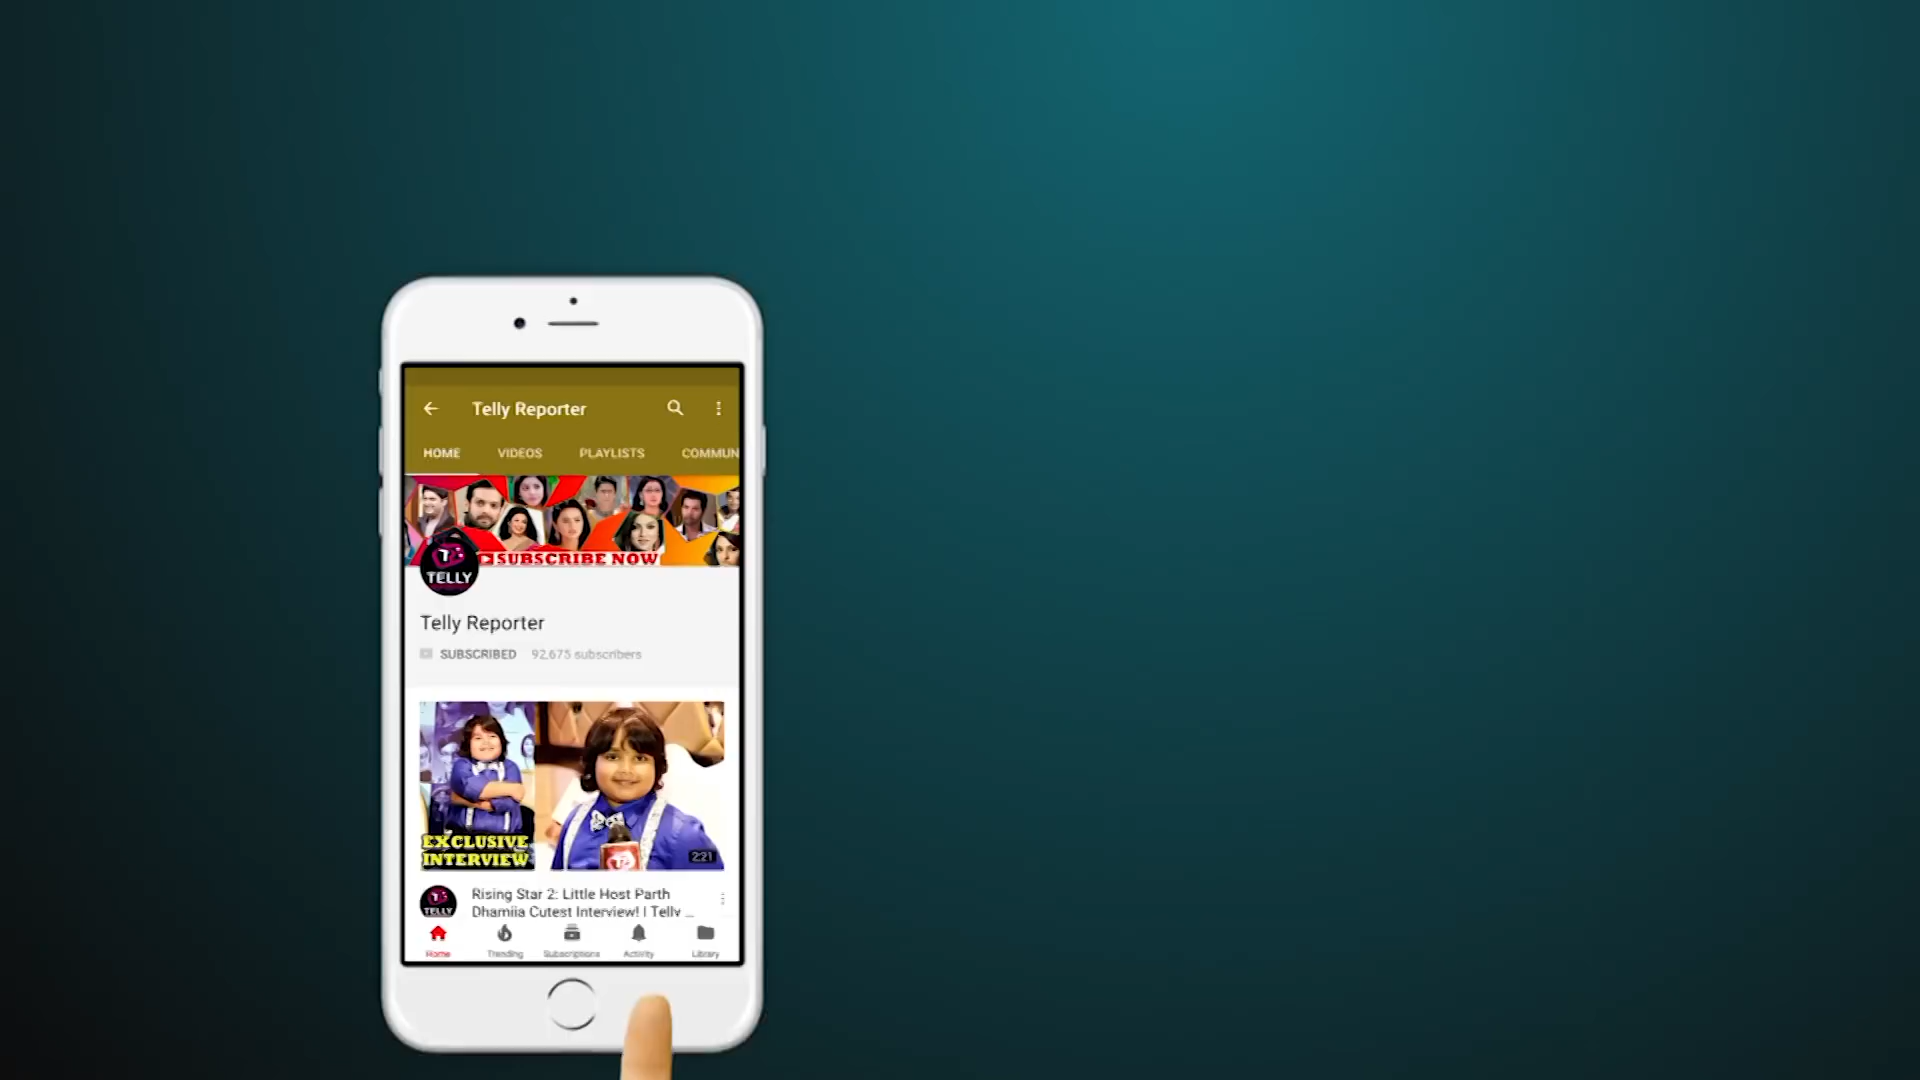 Telly Reporter
HOME VIDEOS PLAYLISTS COMMUN
SUBSCRIBE NOW
TELLY
Telly Reporter
SUBSCRIBED 92,675 subscribers
EXCLUSIVE
INTERVIEW
2:21
Rising Star 2: Little Host Parth
Dhamija Cutest Interview! | Telly ...
TELLY
Home Trending Subscriptions Activity Library